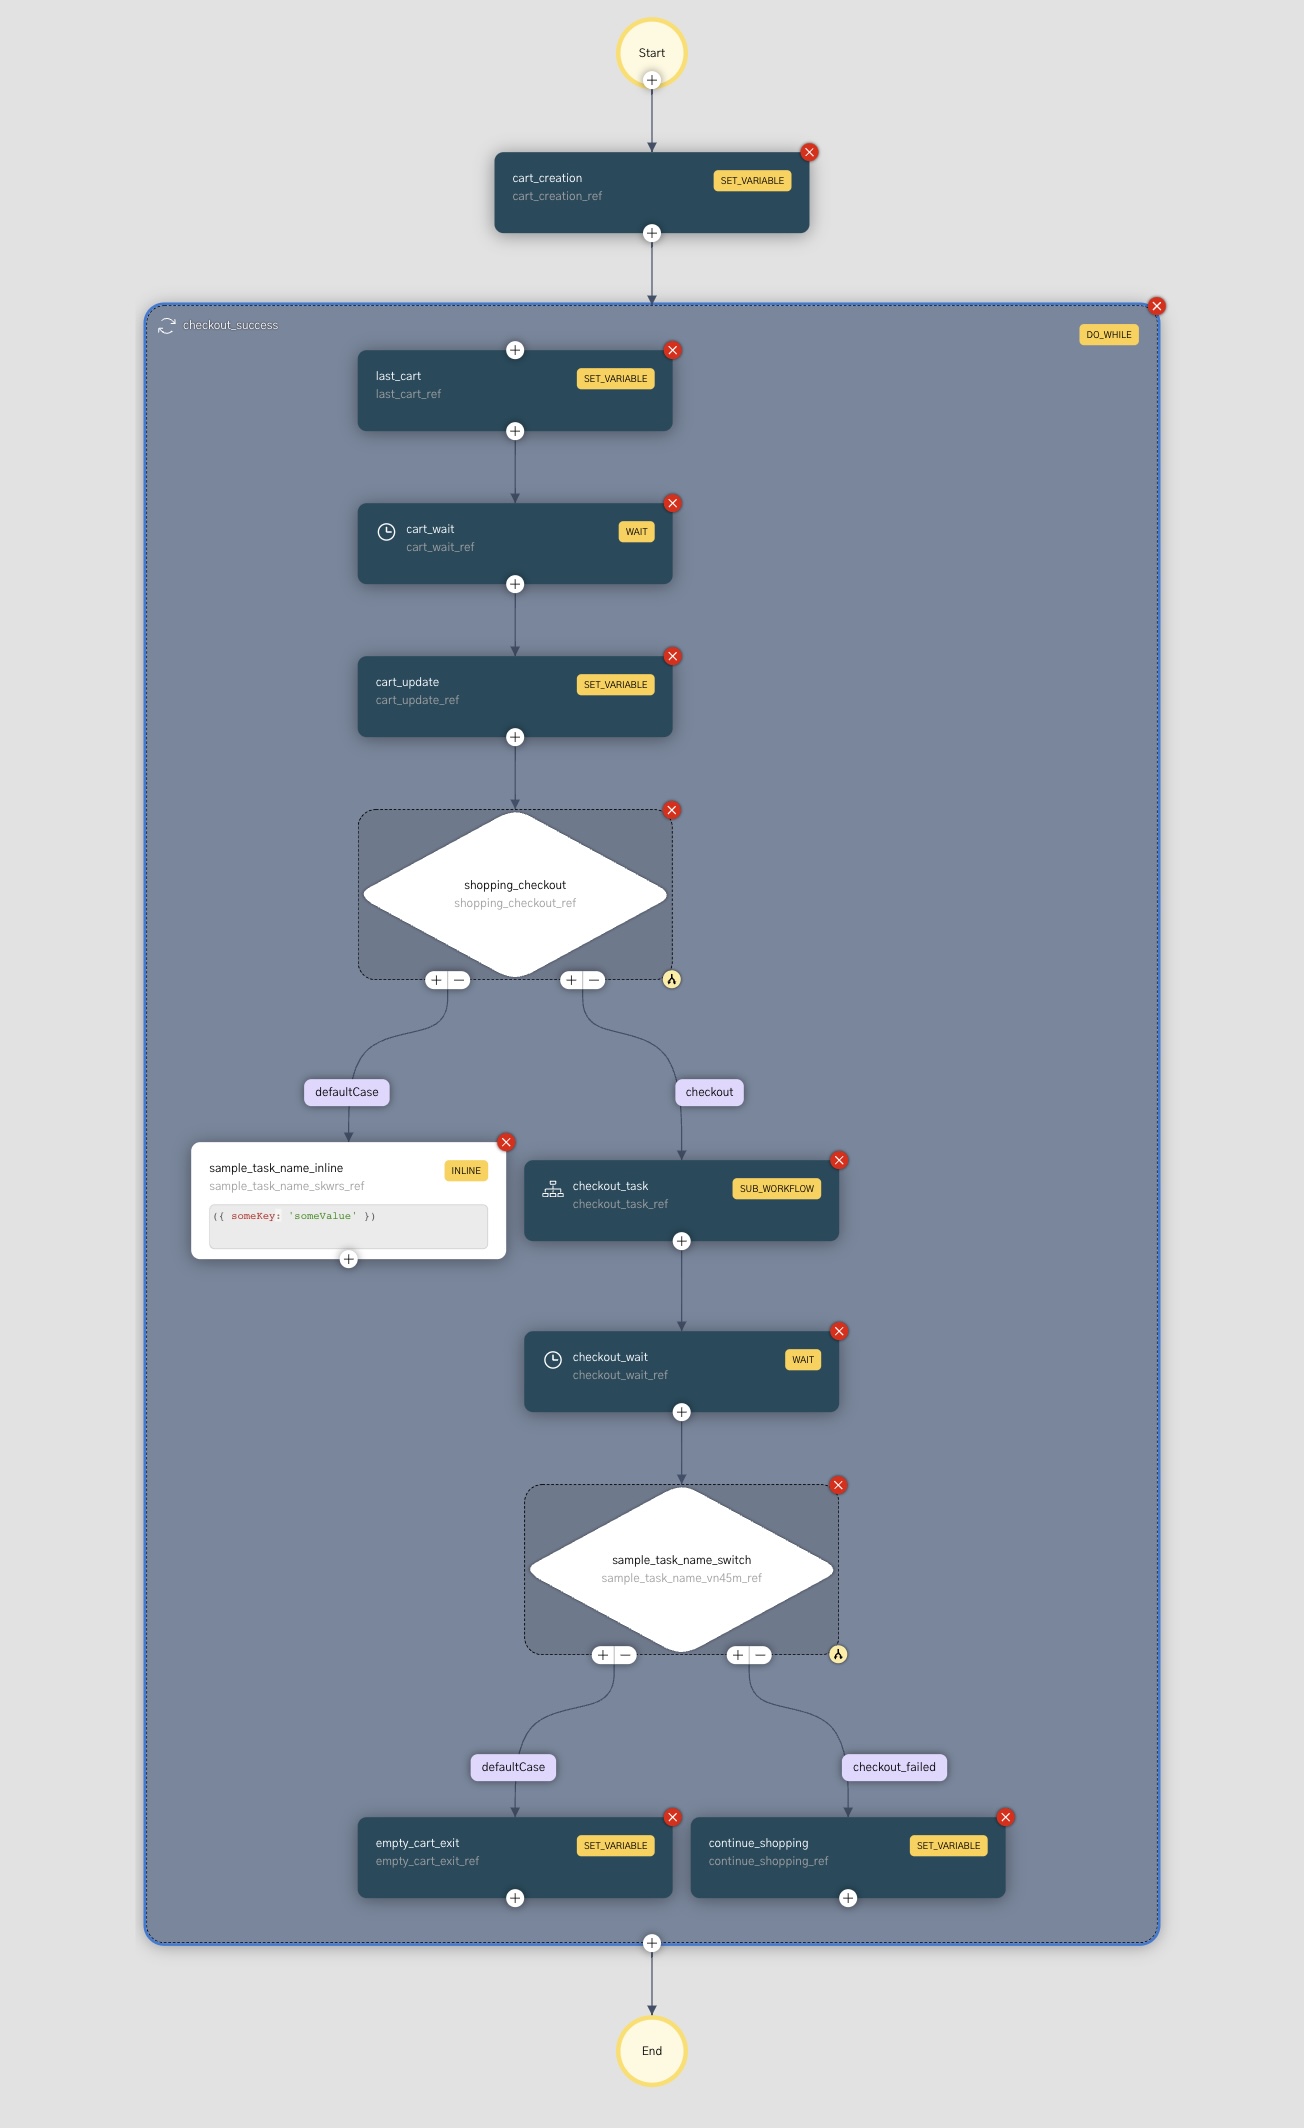 Start
cart_creation
SET_VARIABLE
cart_creation_ref
checkout_success
DO_WHILE
last_cart
SET_VARIABLE
last_cart_ref
cart_wait
WAIT
cart_wait_ref
cart_update
SET_VARIABLE
cart_update_ref
shopping_checkout
shopping_checkout_ref
defaultCase
checkout
sample_task_name_inline
INLINE
sample_task_name_skwrs_ref
({ someKey: 'someValue' })
checkout_task
SUB_WORKFLOW
checkout_task_ref
checkout_wait
WAIT
checkout_wait_ref
sample_task_name_switch
sample_task_name_vn45m_ref
defaultCase
checkout_failed
empty_cart_exit
SET_VARIABLE
empty_cart_exit_ref
continue_shopping
SET_VARIABLE
continue_shopping_ref
End